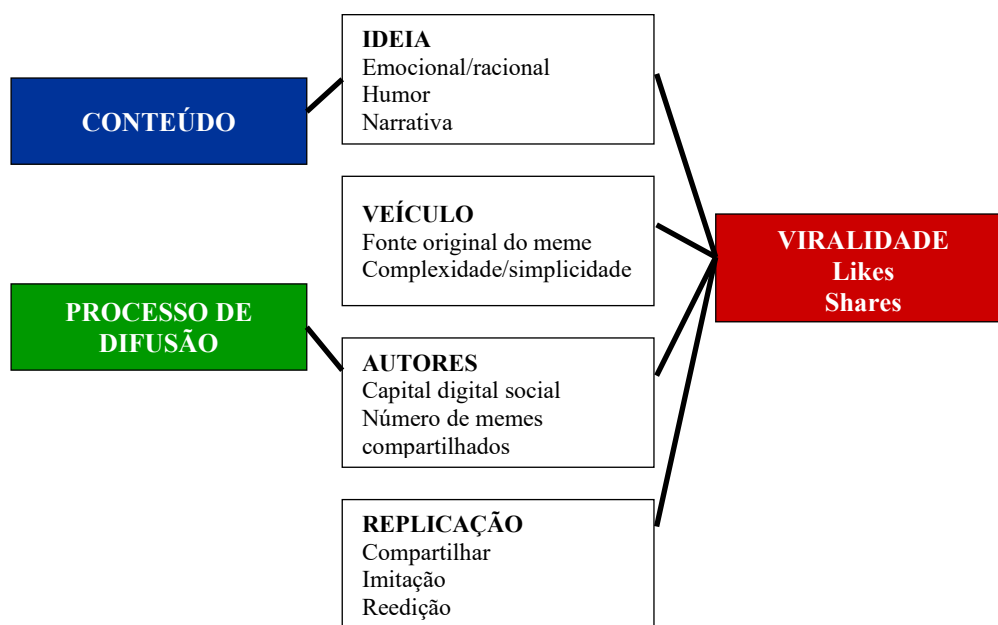 CONTEÚDO
IDEIA
Emocional/racional
Humor
Narrativa
VEÍCULO
Fonte original do meme
Complexidade/simplicidade
PROCESSO DE
DIFUSÃO
AUTORES
Capital digital social
Número de memes
compartilhados
REPLICAÇÃO
Compartilhar
Imitação
Reedição
VIRALIDADE
Likes
Shares